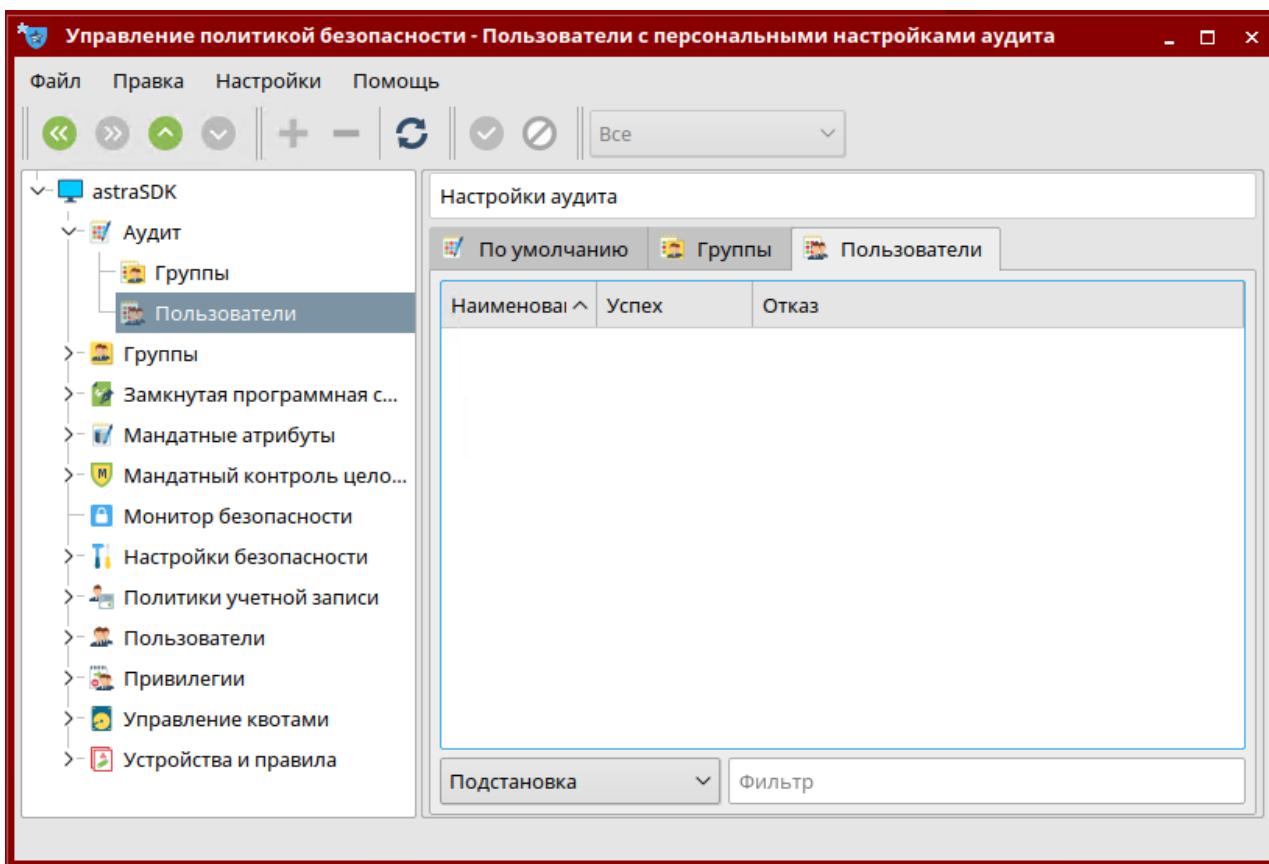 Управление политикой безопасности - Пользователи с персональными настройками аудита
Файл Правка Настройки Помощь
Все
astraSDK
Аудит
Группы
Пользователи
Группы
Замкнутая программная с...
Мандатные атрибуты
Мандатный контроль цело...
Монитор безопасности
Настройки безопасности
Политики учетной записи
Пользователи
Привилегии
Управление квотами
Устройства и правила
Настройки аудита
По умолчанию Группы Пользователи
Наименован Успех Отказ
Подстановка Фильтр